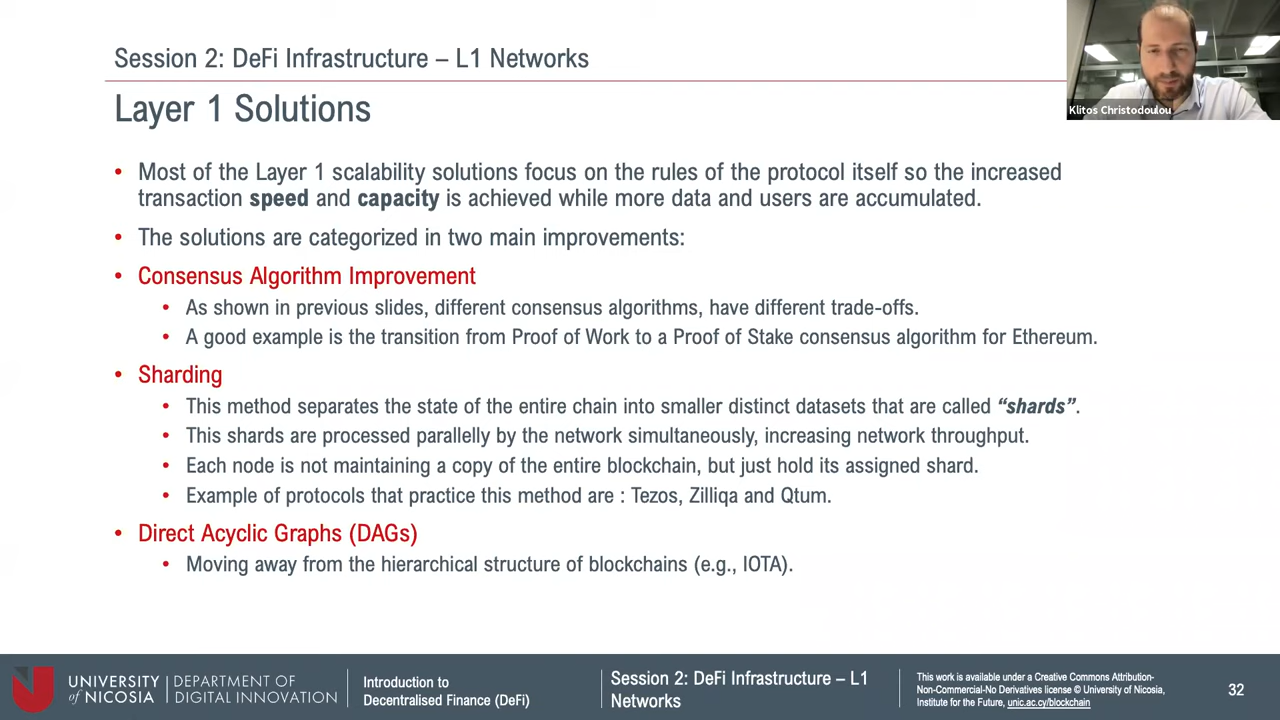 Session 2: DeFi Infrastructure – L1 Networks
Klitos Christodoulou
Layer 1 Solutions
• Most of the Layer 1 scalability solutions focus on the rules of the protocol itself so the increased
transaction speed and capacity is achieved while more data and users are accumulated.
• The solutions are categorized in two main improvements:
• Consensus Algorithm Improvement
• As shown in previous slides, different consensus algorithms, have different trade-offs.
• A good example is the transition from Proof of Work to a Proof of Stake consensus algorithm for Ethereum.
• Sharding
• This method separates the state of the entire chain into smaller distinct datasets that are called “shards”.
• This shards are processed parallelly by the network simultaneously, increasing network throughput.
• Each node is not maintaining a copy of the entire blockchain, but just hold its assigned shard.
• Example of protocols that practice this method are : Tezos, Zilliqa and Qtum.
• Direct Acyclic Graphs (DAGs)
• Moving away from the hierarchical structure of blockchains (e.g., IOTA).
UNIVERSITY
of NICOSIA
DEPARTMENT OF
DIGITAL INNOVATION
Introduction to
Decentralised Finance (DeFi)
Session 2: DeFi Infrastructure – L1
Networks
This work is available under a Creative Commons Attribution-
Non-Commercial-No Derivatives license © University of Nicosia,
Institute for the Future, unic.ac.cy/blockchain
32